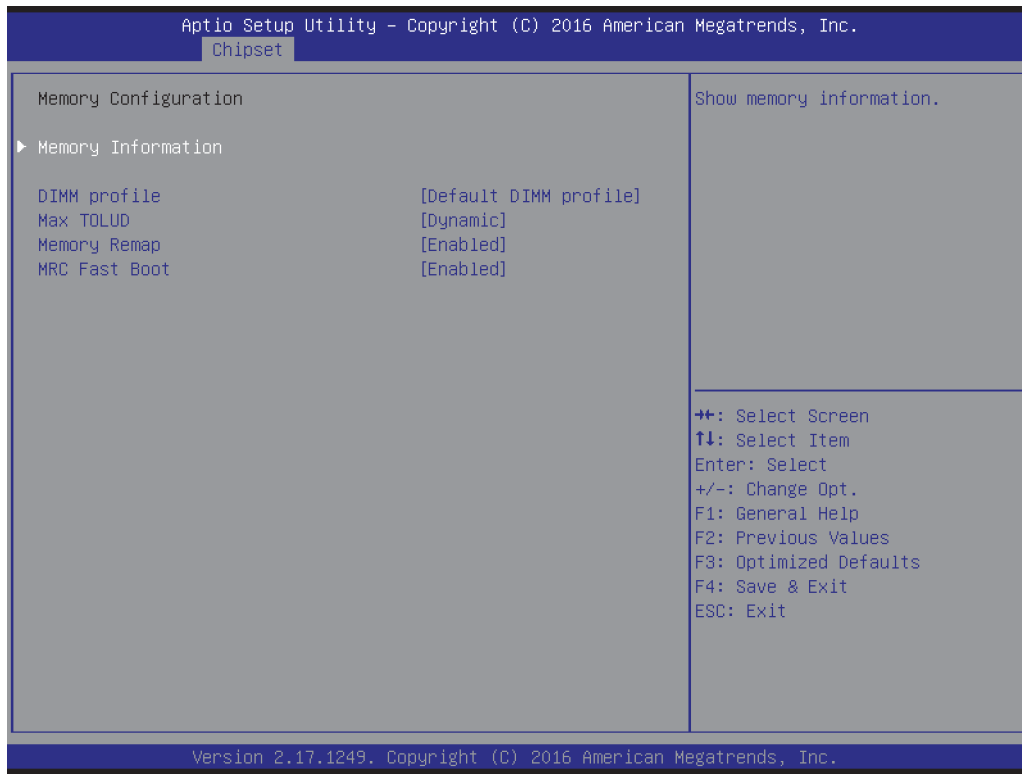 Aptio Setup Utility – Copyright (C) 2016 American Megatrends, Inc.
Chipset
Memory Configuration
▶ Memory Information
DIMM profile [Default DIMM profile]
Max TOLUD [Dynamic]
Memory Remap [Enabled]
MRC Fast Boot [Enabled]
Show memory information.
→←: Select Screen
↑↓: Select Item
Enter: Select
+/-: Change Opt.
F1: General Help
F2: Previous Values
F3: Optimized Defaults
F4: Save & Exit
ESC: Exit
Version 2.17.1249. Copyright (C) 2016 American Megatrends, Inc.